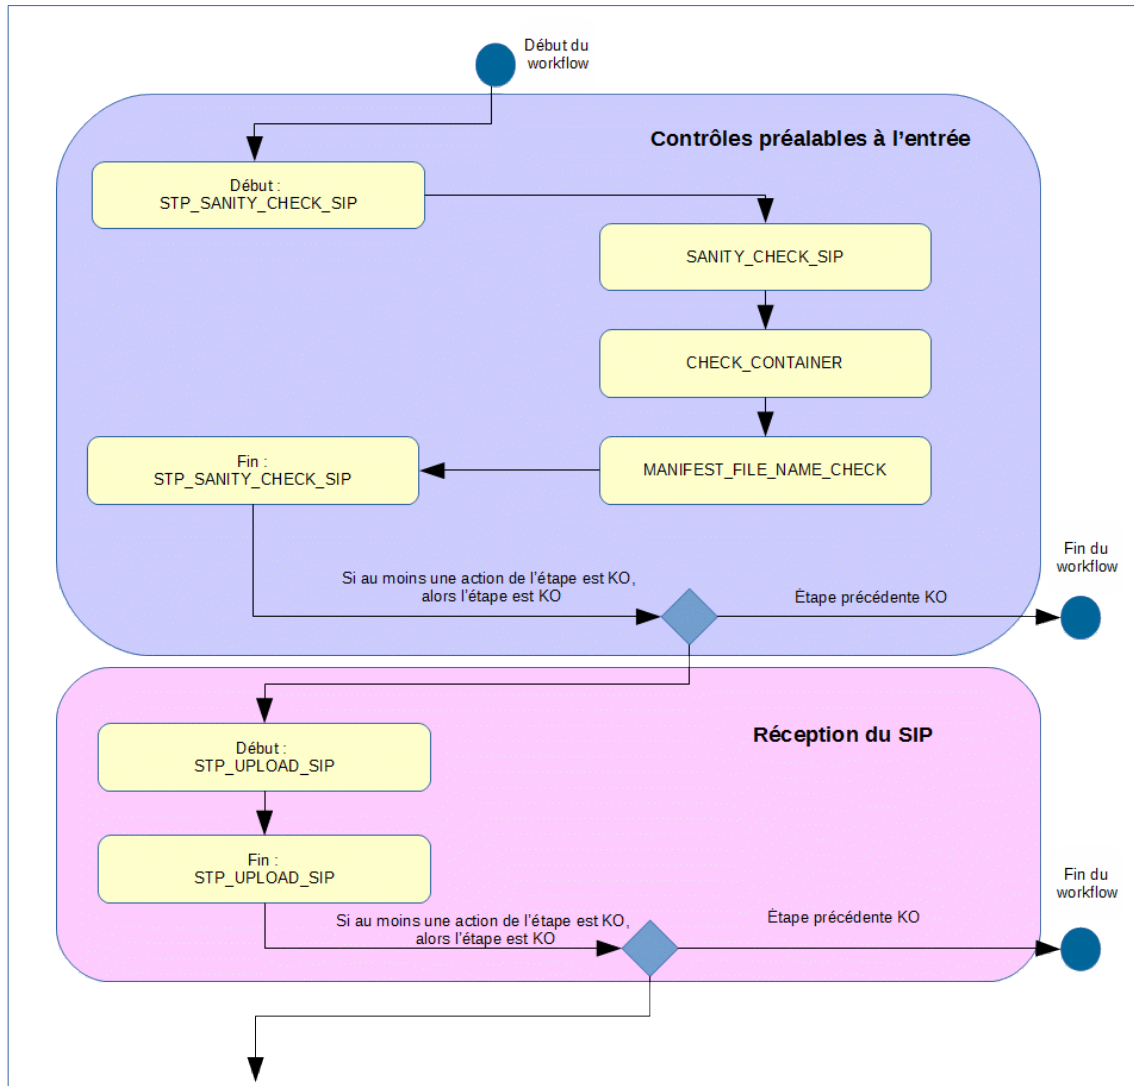 Début du
workflow
Contrôles préalables à l’entrée
Début :
STP_SANITY_CHECK_SIP
SANITY_CHECK_SIP
CHECK_CONTAINER
MANIFEST_FILE_NAME_CHECK
Fin :
STP_SANITY_CHECK_SIP
Si au moins une action de l’étape est KO,
alors l’étape est KO
Étape précédente KO
Fin du
workflow
Réception du SIP
Début :
STP_UPLOAD_SIP
Fin :
STP_UPLOAD_SIP
Si au moins une action de l’étape est KO,
alors l’étape est KO
Étape précédente KO
Fin du
workflow